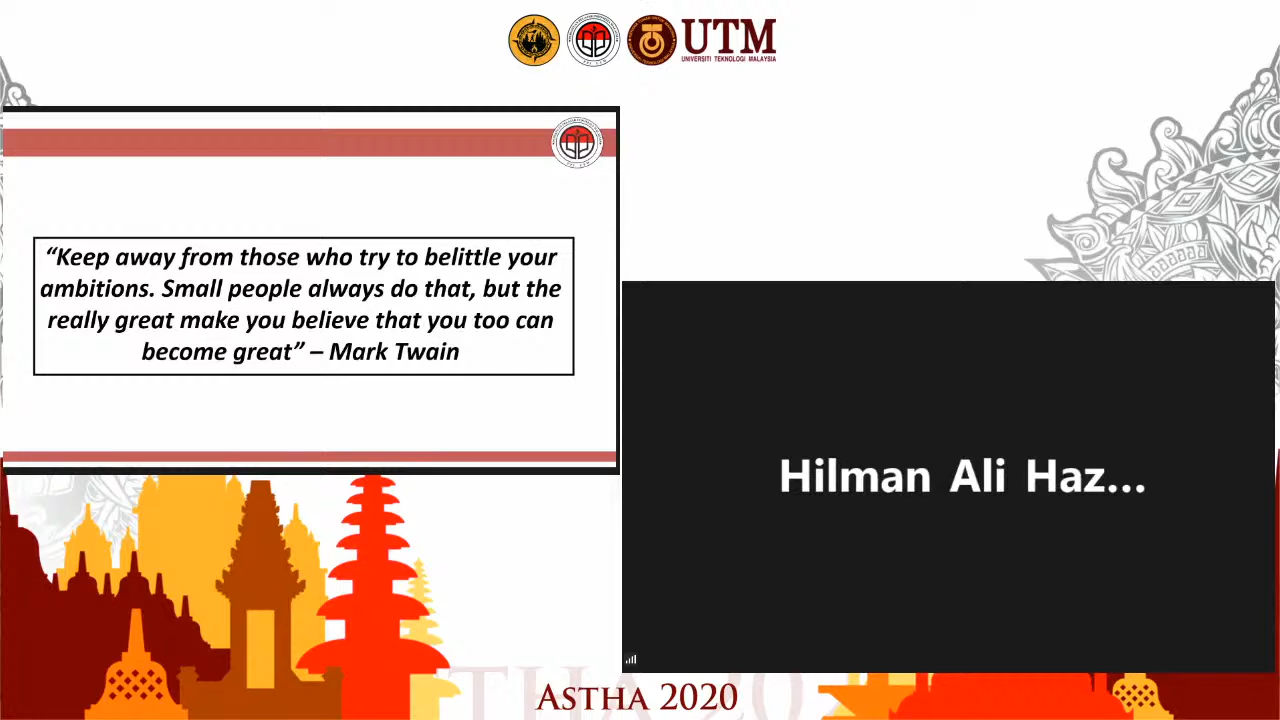 UTM
UNIVERSITI TEKNOLOGI MALAYSIA
“Keep away from those who try to belittle your
ambitions. Small people always do that, but the
really great make you believe that you too can
become great” – Mark Twain
Hilman Ali Haz...
ASTHA 2020